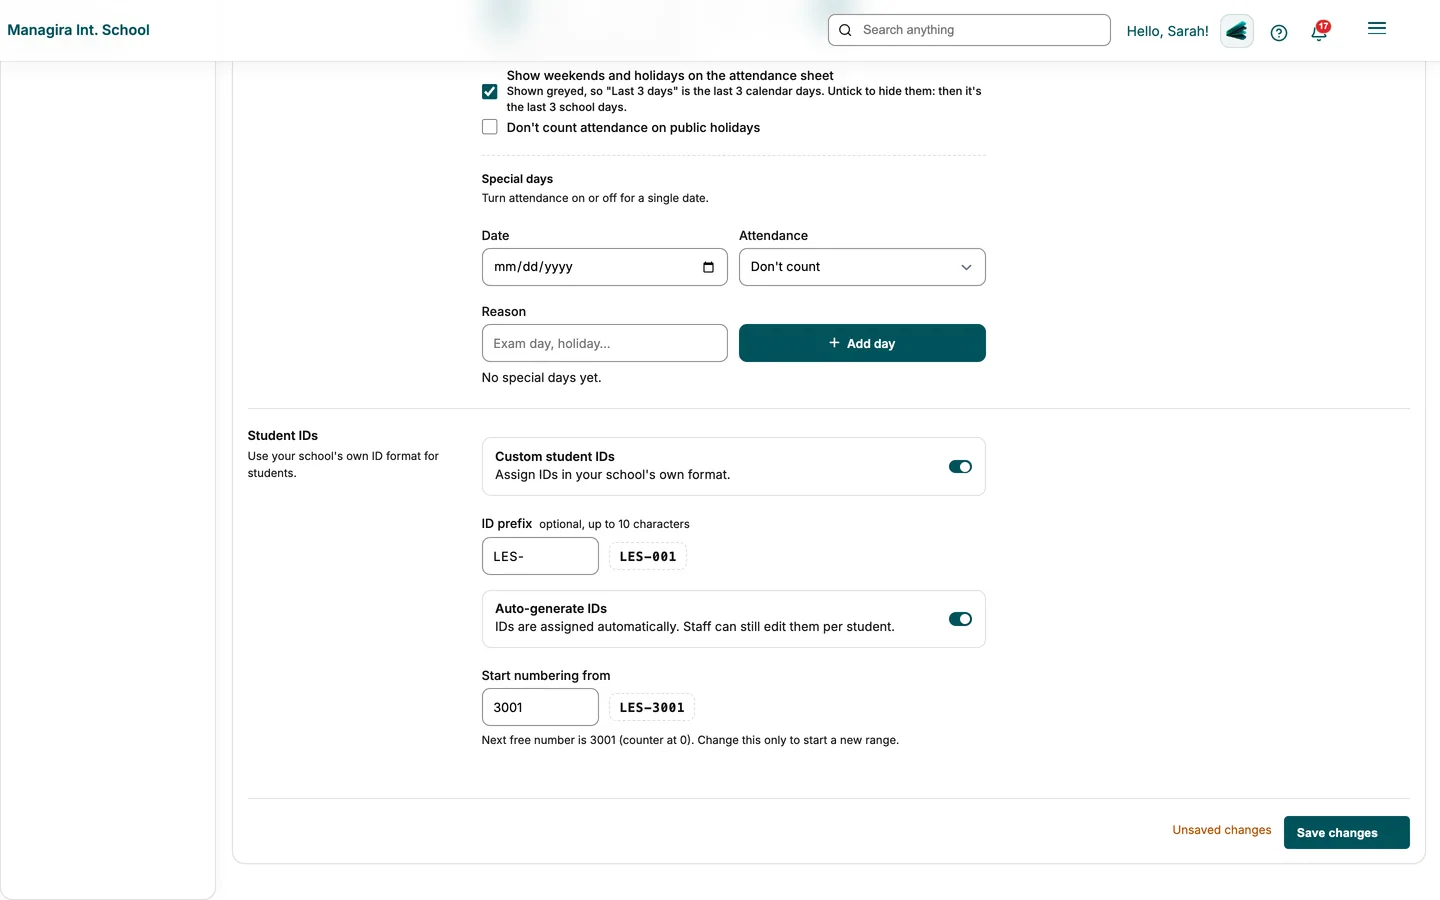 Managira Int. School
Search anything
Hello, Sarah!
17
Show weekends and holidays on the attendance sheet
Shown greyed, so "Last 3 days" is the last 3 calendar days. Untick to hide them: then it's
the last 3 school days.
Don't count attendance on public holidays
Special days
Turn attendance on or off for a single date.
Date
Attendance
mm/dd/yyyy
Don't count
Reason
Exam day, holiday...
+ Add day
No special days yet.
Student IDs
Use your school's own ID format for
students.
Custom student IDs
Assign IDs in your school's own format.
ID prefix optional, up to 10 characters
LES-
LES-001
Auto-generate IDs
IDs are assigned automatically. Staff can still edit them per student.
Start numbering from
3001
LES-3001
Next free number is 3001 (counter at 0). Change this only to start a new range.
Unsaved changes
Save changes